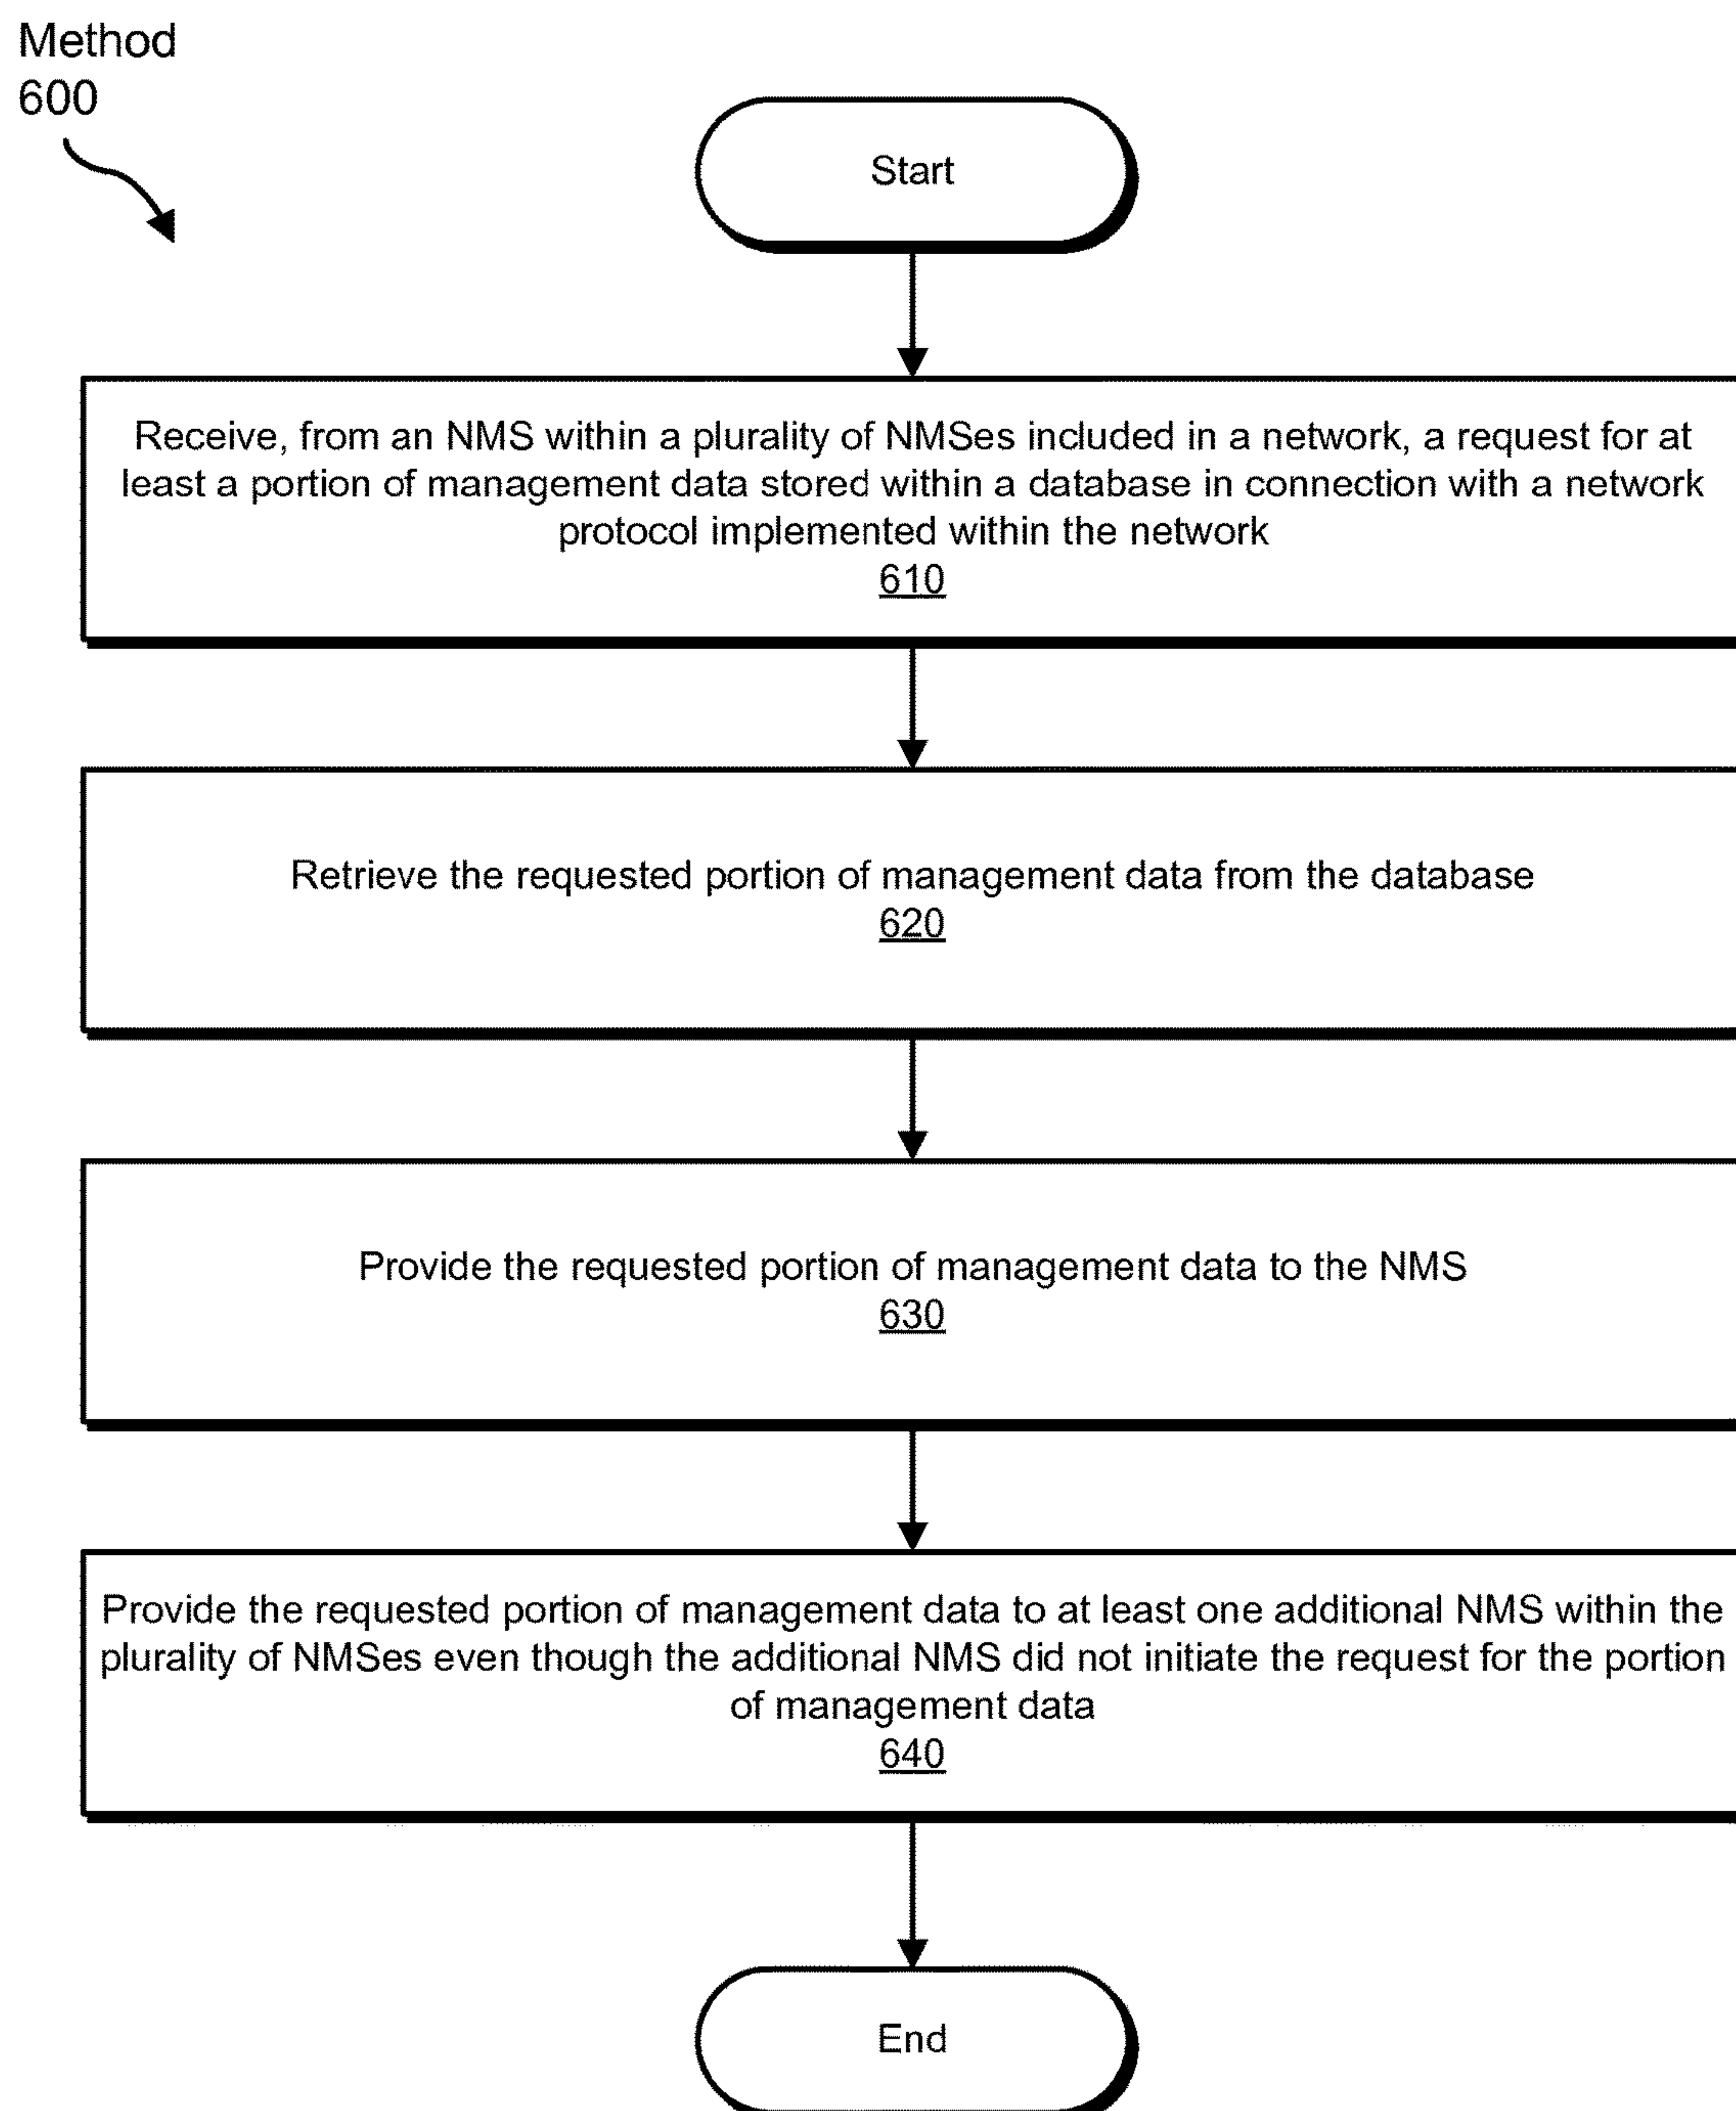 Method
600
Start
Receive, from an NMS within a plurality of NMSes included in a network, a request for at
least a portion of management data stored within a database in connection with a network
protocol implemented within the network
610
Retrieve the requested portion of management data from the database
620
Provide the requested portion of management data to the NMS
630
Provide the requested portion of management data to at least one additional NMS within the
plurality of NMSes even though the additional NMS did not initiate the request for the portion
of management data
640
End